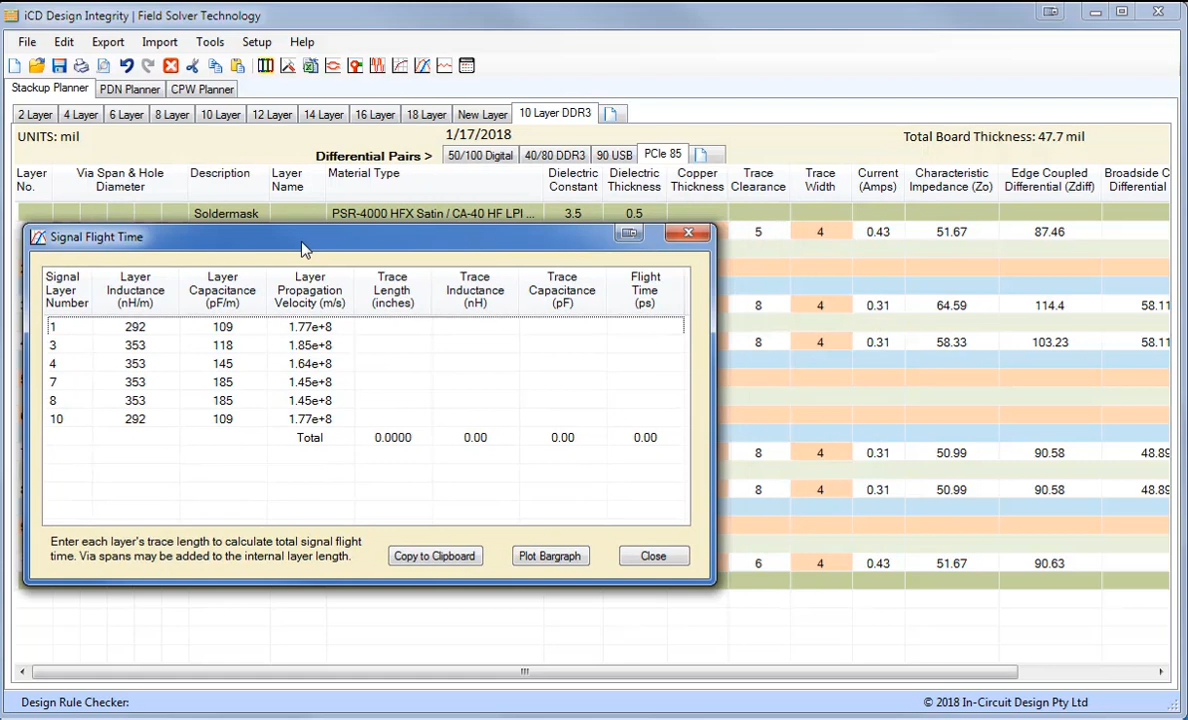 iCD Design Integrity | Field Solver Technology
File Edit Export Import Tools Setup Help
Stackup Planner PDN Planner CPW Planner
2 Layer 4 Layer 6 Layer 8 Layer 10 Layer 12 Layer 14 Layer 16 Layer 18 Layer New Layer 10 Layer DDR3
UNITS: mil 1/17/2018 Total Board Thickness: 47.7 mil
Differential Pairs > 50/100 Digital 40/80 DDR3 90 USB PCIe 85
Layer Via Span & Hole Description Layer Material Type Dielectric Dielectric Copper Trace Trace Current Characteristic Edge Coupled Broadside C
No. Diameter Name Constant Thickness Thickness Clearance Width (Amps) Impedance (Zo) Differential (Zdiff) Differential
Soldermask PSR-4000 HFX Satin / CA-40 HF LPI ... 3.5 0.5
5 4 0.43 51.67 87.46
8 4 0.31 64.59 114.4 58.11
8 4 0.31 58.33 103.23 58.11
8 4 0.31 50.99 90.58 48.89
8 4 0.31 50.99 90.58 48.89
6 4 0.43 51.67 90.63
Signal Flight Time
Signal Layer Layer Layer Trace Trace Trace Flight
Layer Inductance Capacitance Propagation Length Inductance Capacitance Time
Number (nH/m) (pF/m) Velocity (m/s) (inches) (nH) (pF) (ps)
1 292 109 1.77e+8
3 353 118 1.85e+8
4 353 145 1.64e+8
7 353 185 1.45e+8
8 353 185 1.45e+8
10 292 109 1.77e+8
Total 0.0000 0.00 0.00 0.00
Enter each layer's trace length to calculate total signal flight
time. Via spans may be added to the internal layer length.
Copy to Clipboard Plot Bargraph Close
Design Rule Checker: © 2018 In-Circuit Design Pty Ltd